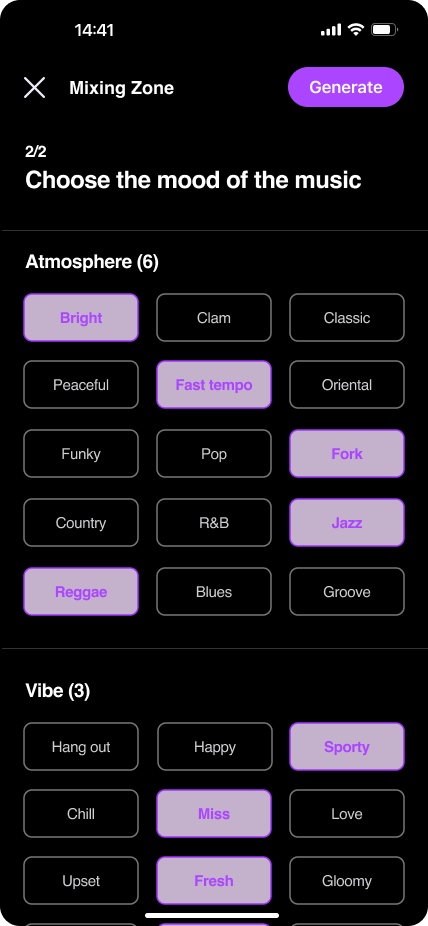 14:41
Mixing Zone
Generate
2/2
Choose the mood of the music
Atmosphere (6)
Bright
Clam
Classic
Peaceful
Fast tempo
Oriental
Funky
Pop
Fork
Country
R&B
Jazz
Reggae
Blues
Groove
Vibe (3)
Hang out
Happy
Sporty
Chill
Miss
Love
Upset
Fresh
Gloomy